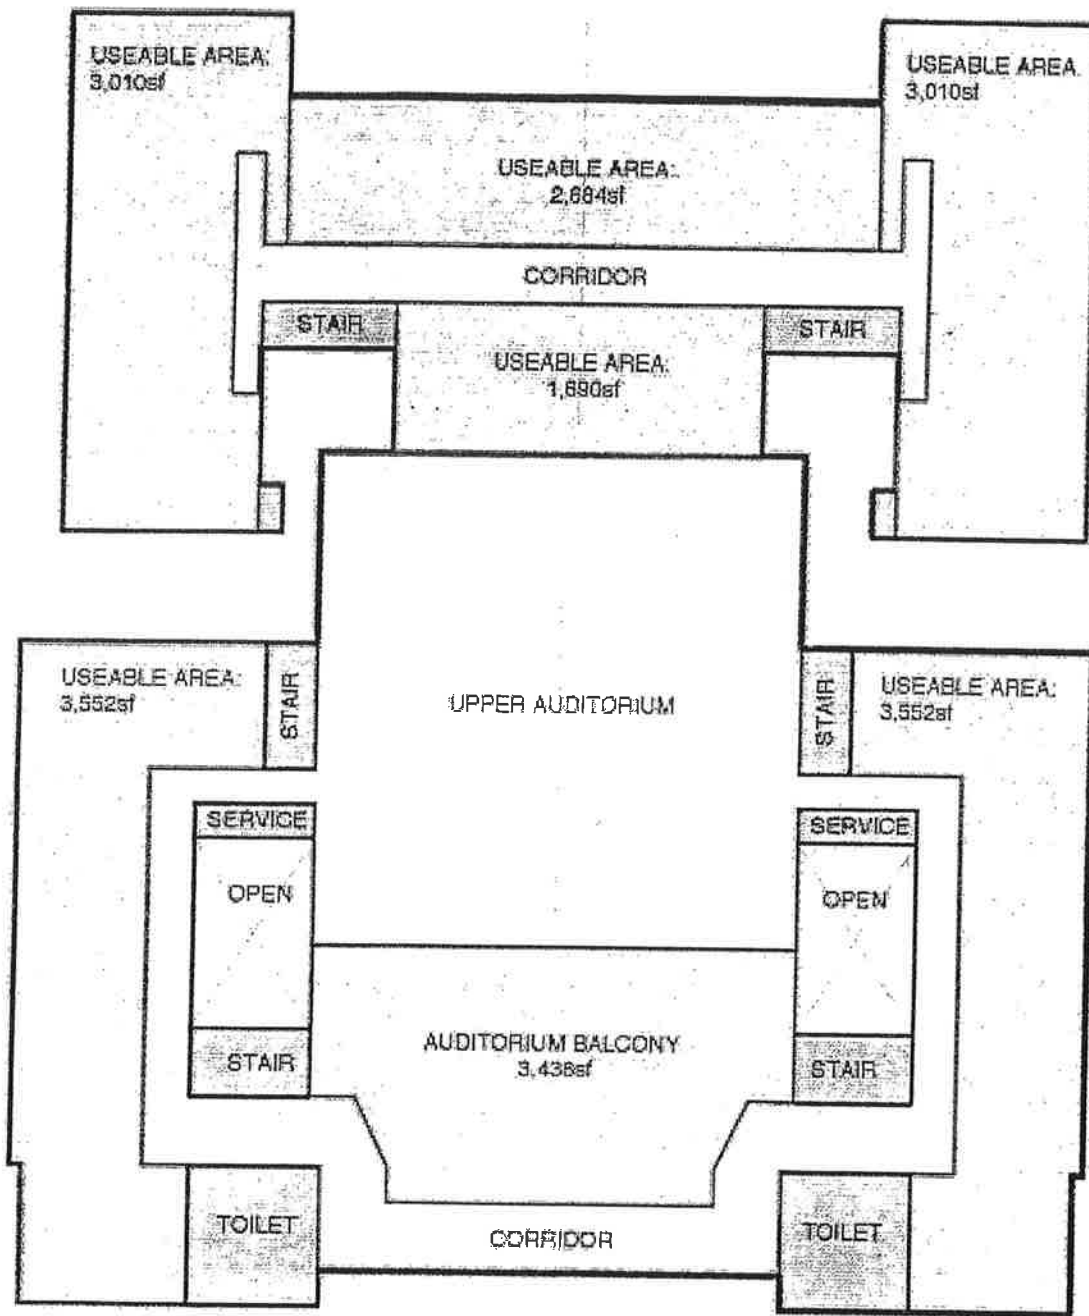 USEABLE AREA:
3,010sf
USEABLE AREA
3,010sf
USEABLE AREA:
2,684sf
CORRIDOR
STAIR
STAIR
USEABLE AREA:
1,690sf
USEABLE AREA:
3,552sf
STAIR
UPPER AUDITORIUM
STAIR
USEABLE AREA:
3,552sf
SERVICE
SERVICE
OPEN
OPEN
AUDITORIUM BALCONY
3,438sf
STAIR
STAIR
TOILET
CORRIDOR
TOILET